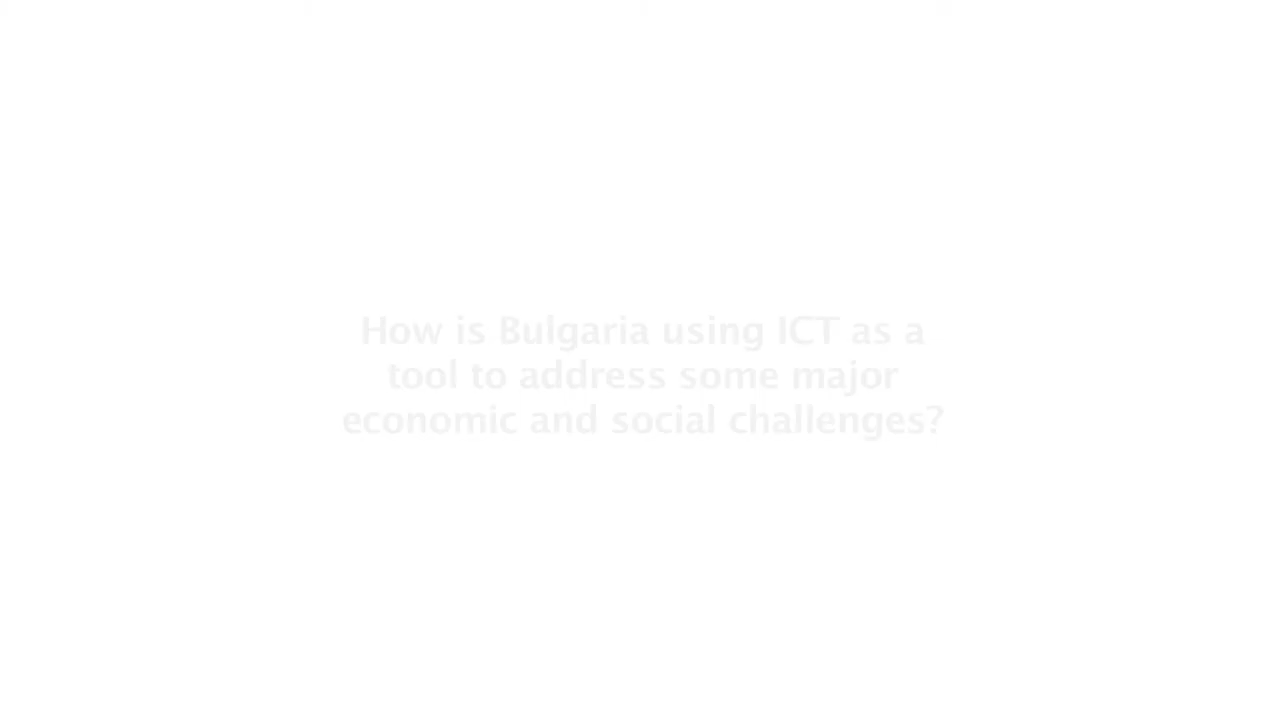 How is Bulgaria using ICT as a
tool to address some major
economic and social challenges?